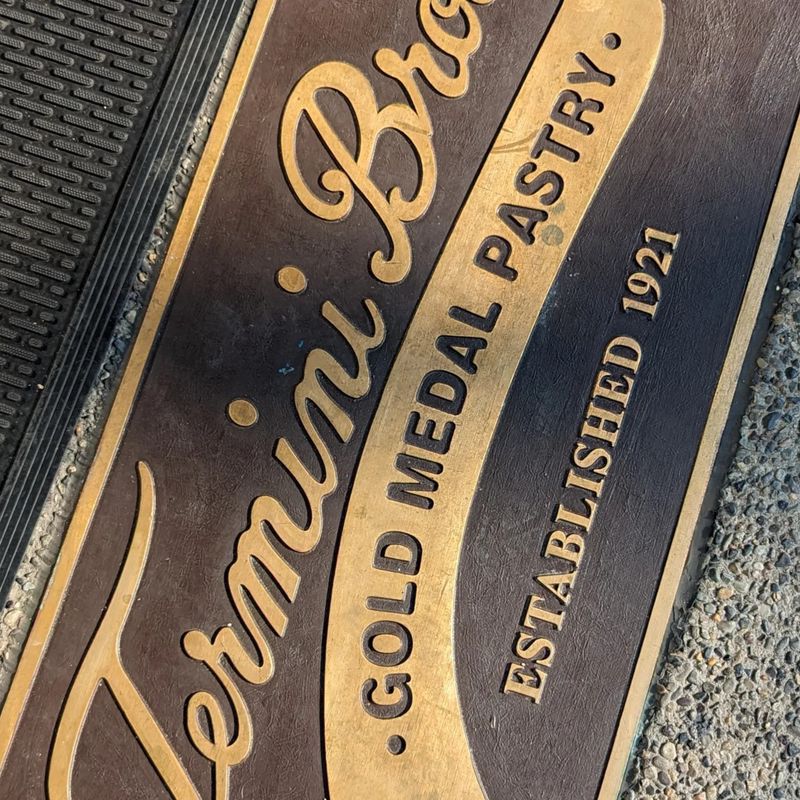 Termini Bro
• GOLD MEDAL PASTRY •
ESTABLISHED 1921